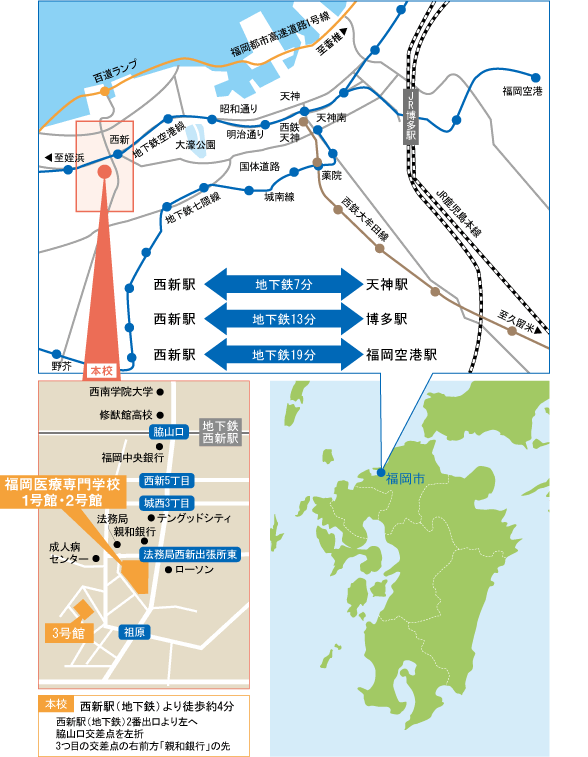 福岡都市高速道路1号線
至香椎
百道ランプ
福岡空港
JR博多駅
昭和通り
天神
西新
地下鉄空港線
明治通り
天神南
西鉄
天神
大濠公園
至姪浜
国体道路
薬院
地下鉄七隈線
城南線
西鉄大牟田線
JR鹿児島本線
至久留米
西新駅 地下鉄7分 天神駅
西新駅 地下鉄13分 博多駅
西新駅 地下鉄19分 福岡空港駅
野芥
本校
西南学院大学
修猷館高校
脇山口
地下鉄
西新駅
福岡中央銀行
西新5丁目
福岡医療専門学校
1号館・2号館
城西3丁目
法務局
テングッドシティ
親和銀行
成人病
センター
法務局西新出張所東
ローソン
3号館
祖原
福岡市
本校 西新駅（地下鉄）より徒歩約4分
西新駅（地下鉄）2番出口より左へ
脇山口交差点を左折
3つ目の交差点の右前方「親和銀行」の先